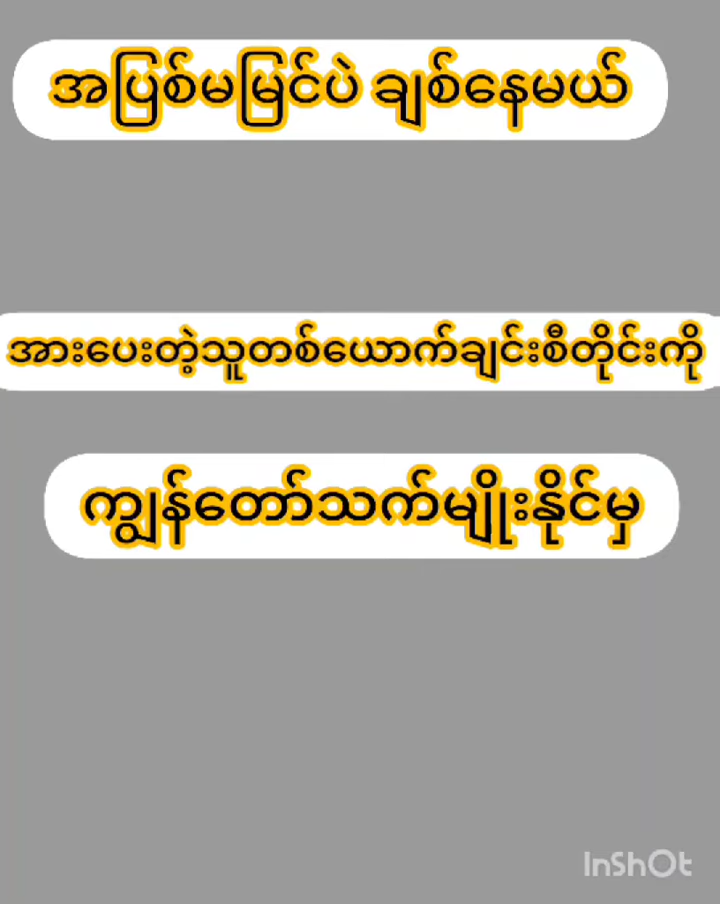 အပြစ်မမြင်ပဲ ချစ်နေမယ်
အားပေးတဲ့သူတစ်ယောက်ချင်းစီတိုင်းကို
ကျွန်တော်သက်မျိုးနိုင်မှ
InShOt